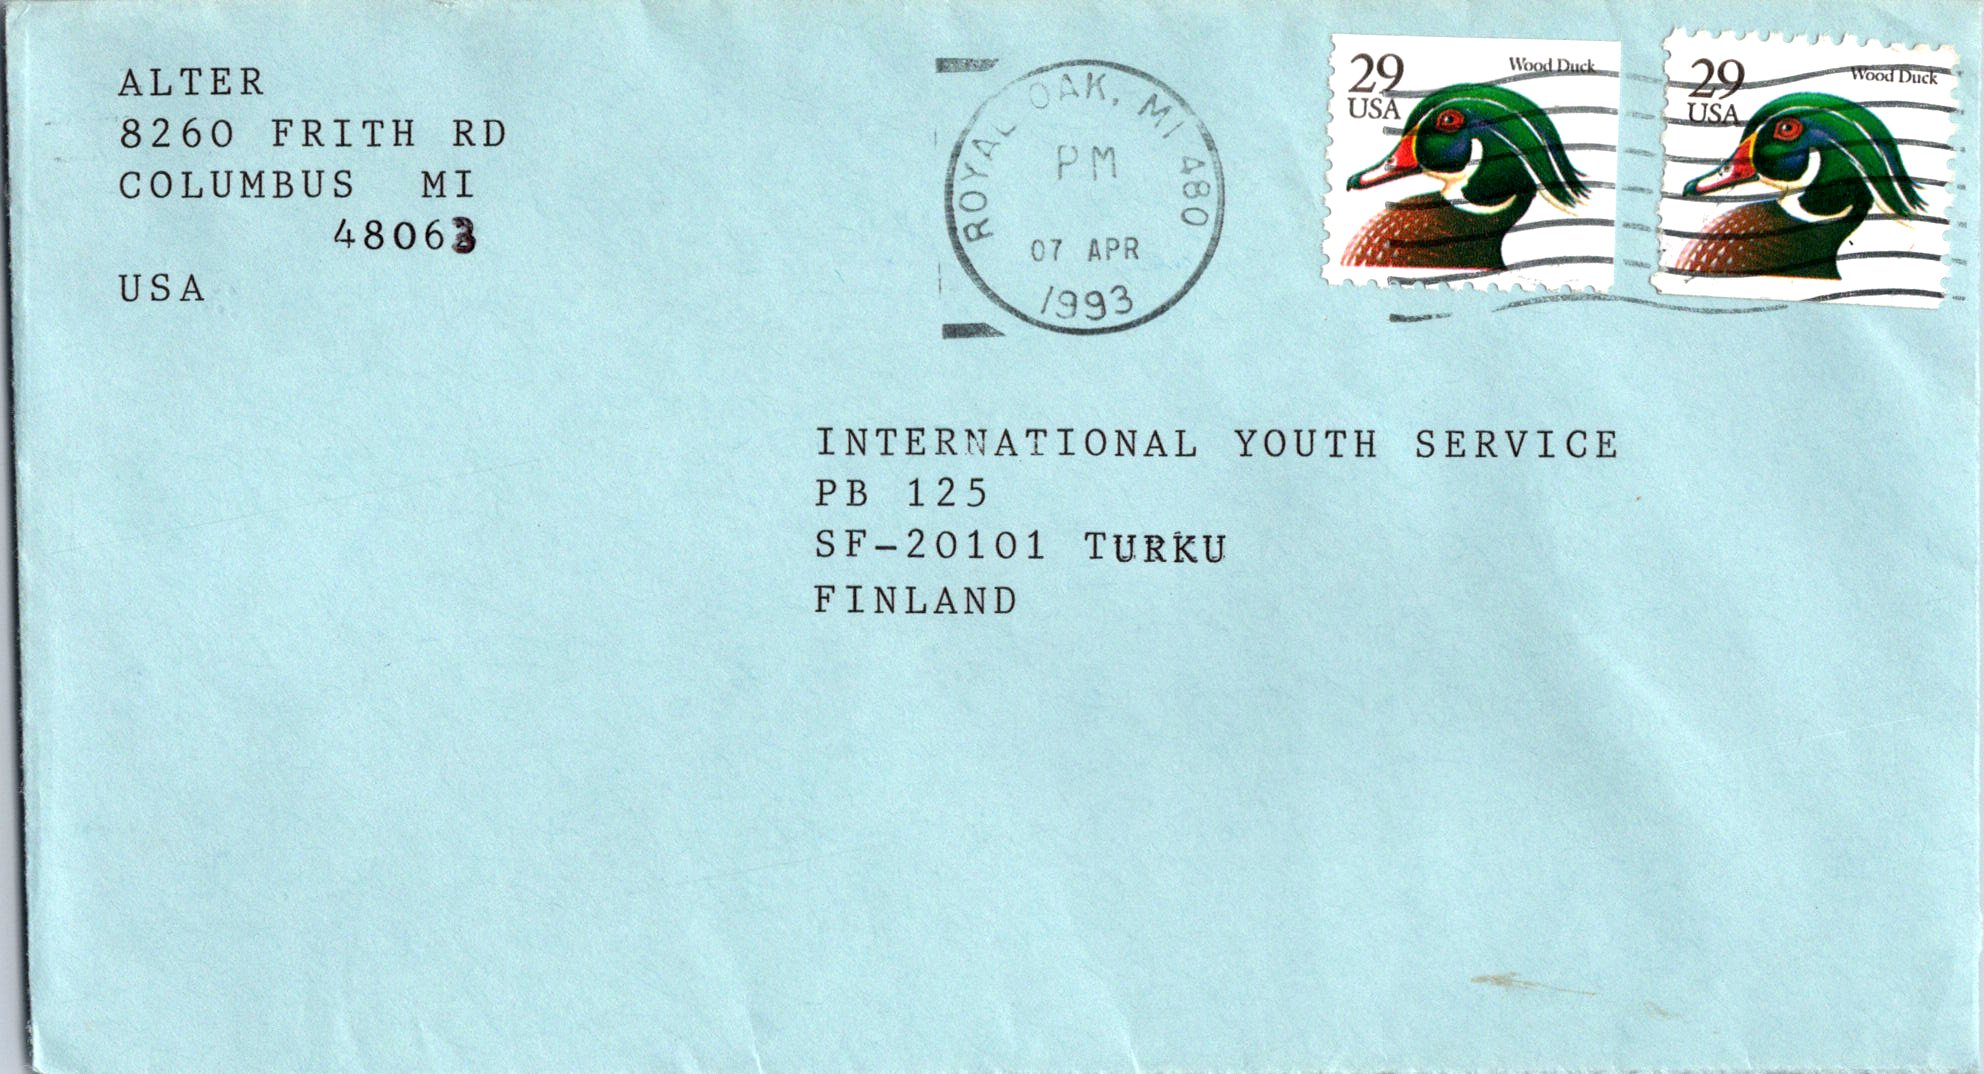 ALTER
8260 FRITH RD
COLUMBUS MI
48063
USA
ROYAL OAK, MI 480
PM
07 APR
1993
29
USA
Wood Duck
29
USA
Wood Duck
INTERNATIONAL YOUTH SERVICE
PB 125
SF-20101 TURKU
FINLAND